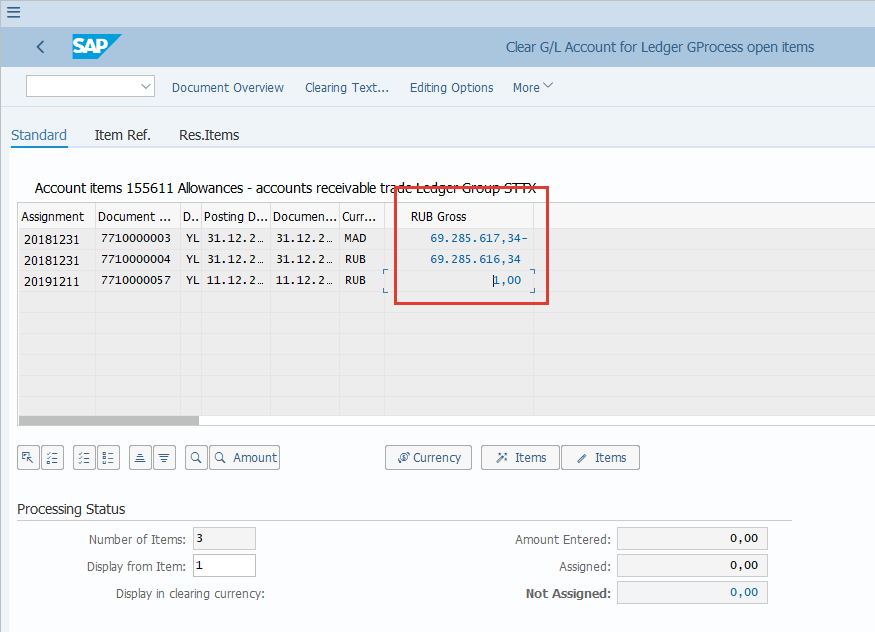 SAP Clear G/L Account for Ledger GProcess open items
Document Overview Clearing Text... Editing Options More
Standard Item Ref. Res.Items
Account items 155611 Allowances - accounts receivable trade Ledger Group STTX
Assignment Document ... D.. Posting D... Documen... Curr... RUB Gross
20181231 7710000003 YL 31.12.2... 31.12.2... MAD 69.285.617,34-
20181231 7710000004 YL 31.12.2... 31.12.2... RUB 69.285.616,34
20191211 7710000057 YL 11.12.2... 11.12.2... RUB 1,00
Amount Currency Items Items
Processing Status
Number of Items: 3 Amount Entered: 0,00
Display from Item: 1 Assigned: 0,00
Display in clearing currency: Not Assigned: 0,00